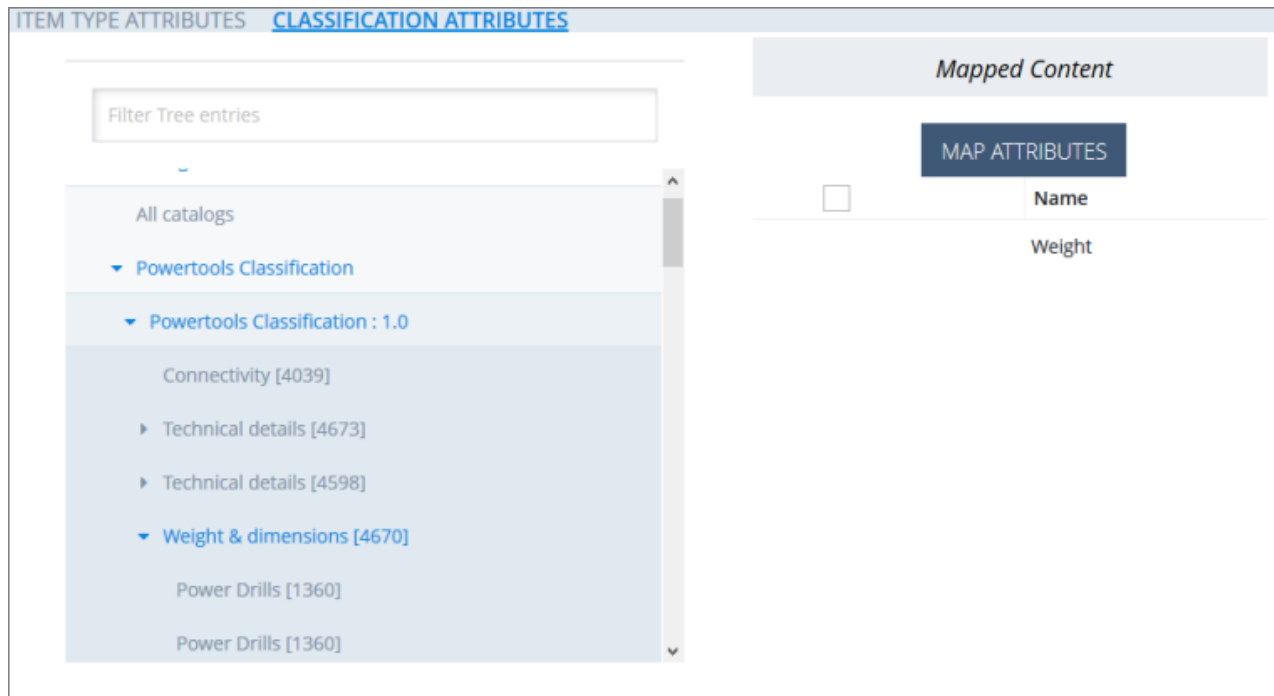 ITEM TYPE ATTRIBUTES CLASSIFICATION ATTRIBUTES
Filter Tree entries
All catalogs
Powertools Classification
Powertools Classification : 1.0
Connectivity [4039]
Technical details [4673]
Technical details [4598]
Weight & dimensions [4670]
Power Drills [1360]
Power Drills [1360]
Mapped Content
MAP ATTRIBUTES
Name
Weight